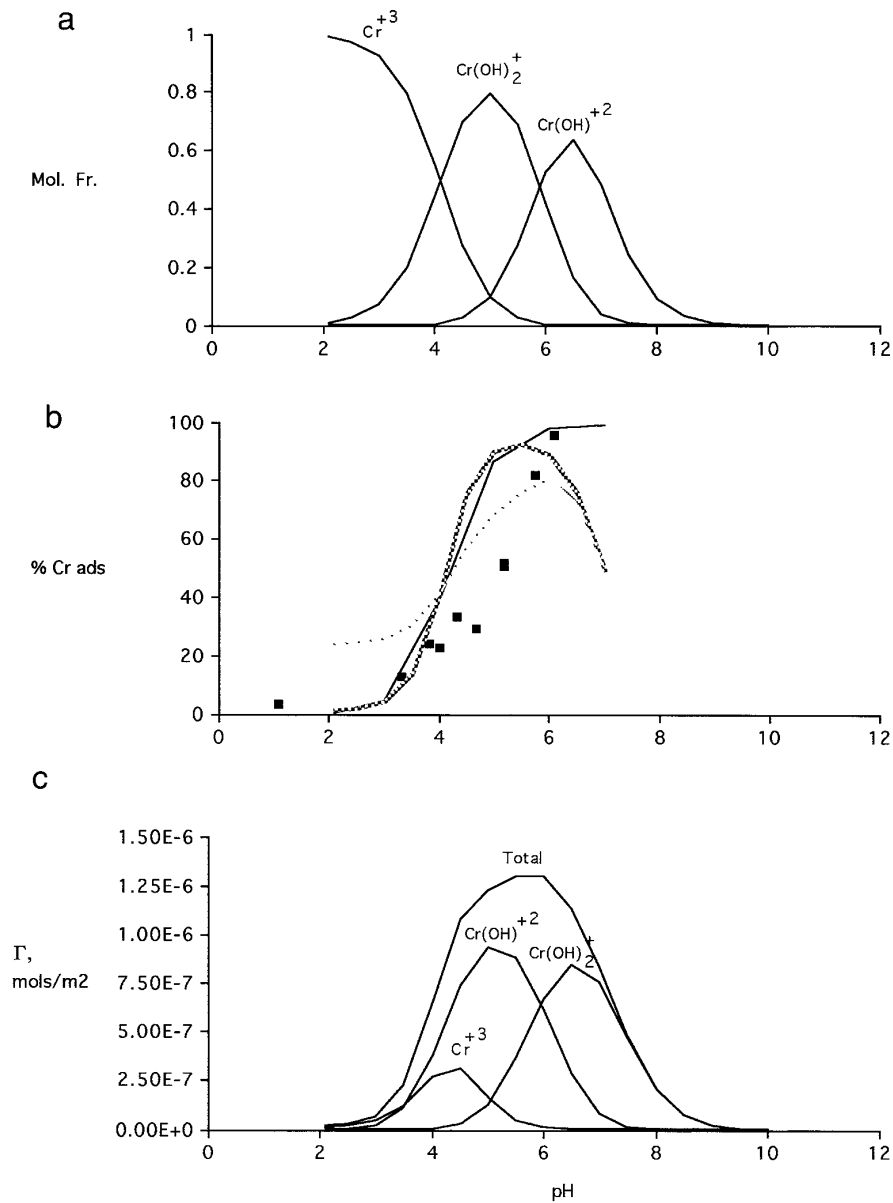 a
Cr+3
Cr(OH)2+
Cr(OH)+2
Mol. Fr.
1
0.8
0.6
0.4
0.2
0
0 2 4 6 8 10 12
b
% Cr ads
100
80
60
40
20
0
0 2 4 6 8 10 12
c
Γ,
mols/m2
1.50E-6
1.25E-6
1.00E-6
7.50E-7
5.00E-7
2.50E-7
0.00E+0
Total
Cr(OH)+2
Cr(OH)2+
Cr+3
0 2 4 6 8 10 12
pH